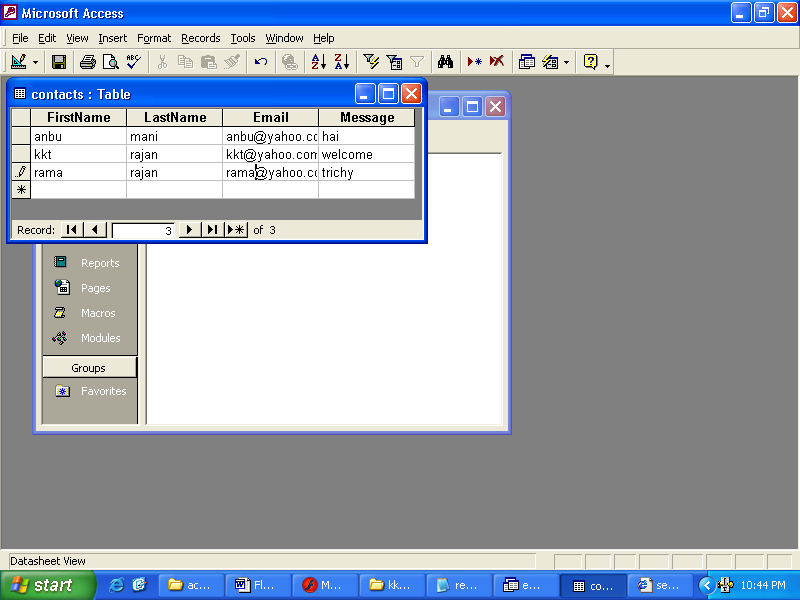 Microsoft Access
File Edit View Insert Format Records Tools Window Help
contacts : Table
FirstName LastName Email Message
anbu mani anbu@yahoo.cc hai
kkt rajan kkt@yahoo.com welcome
rama rajan rama@yahoo.cc trichy
Record: 3 of 3
Reports
Pages
Macros
Modules
Groups
Favorites
Datasheet View
start ac... Fl... M... kk... re... e... co... se... 10:44 PM